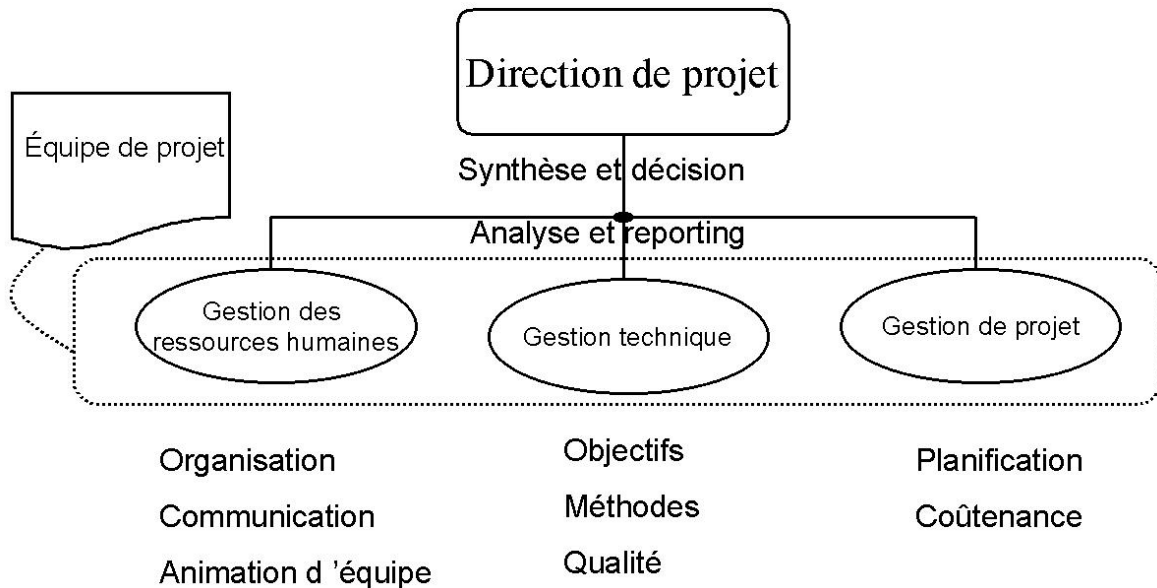 Direction de projet
Équipe de projet
Synthèse et décision
Analyse et reporting
Gestion des
ressources humaines
Gestion technique
Gestion de projet
Organisation
Communication
Animation d ’équipe
Objectifs
Méthodes
Qualité
Planification
Coûtenance